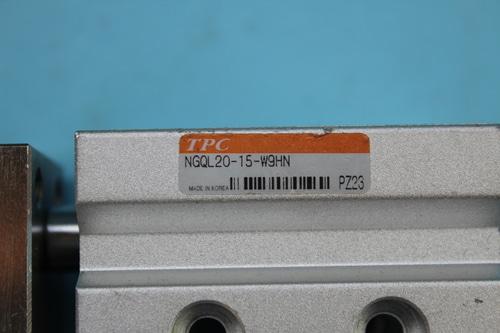 TPC
NGQL20-15-W9HN
MADE IN KOREA
PZ23